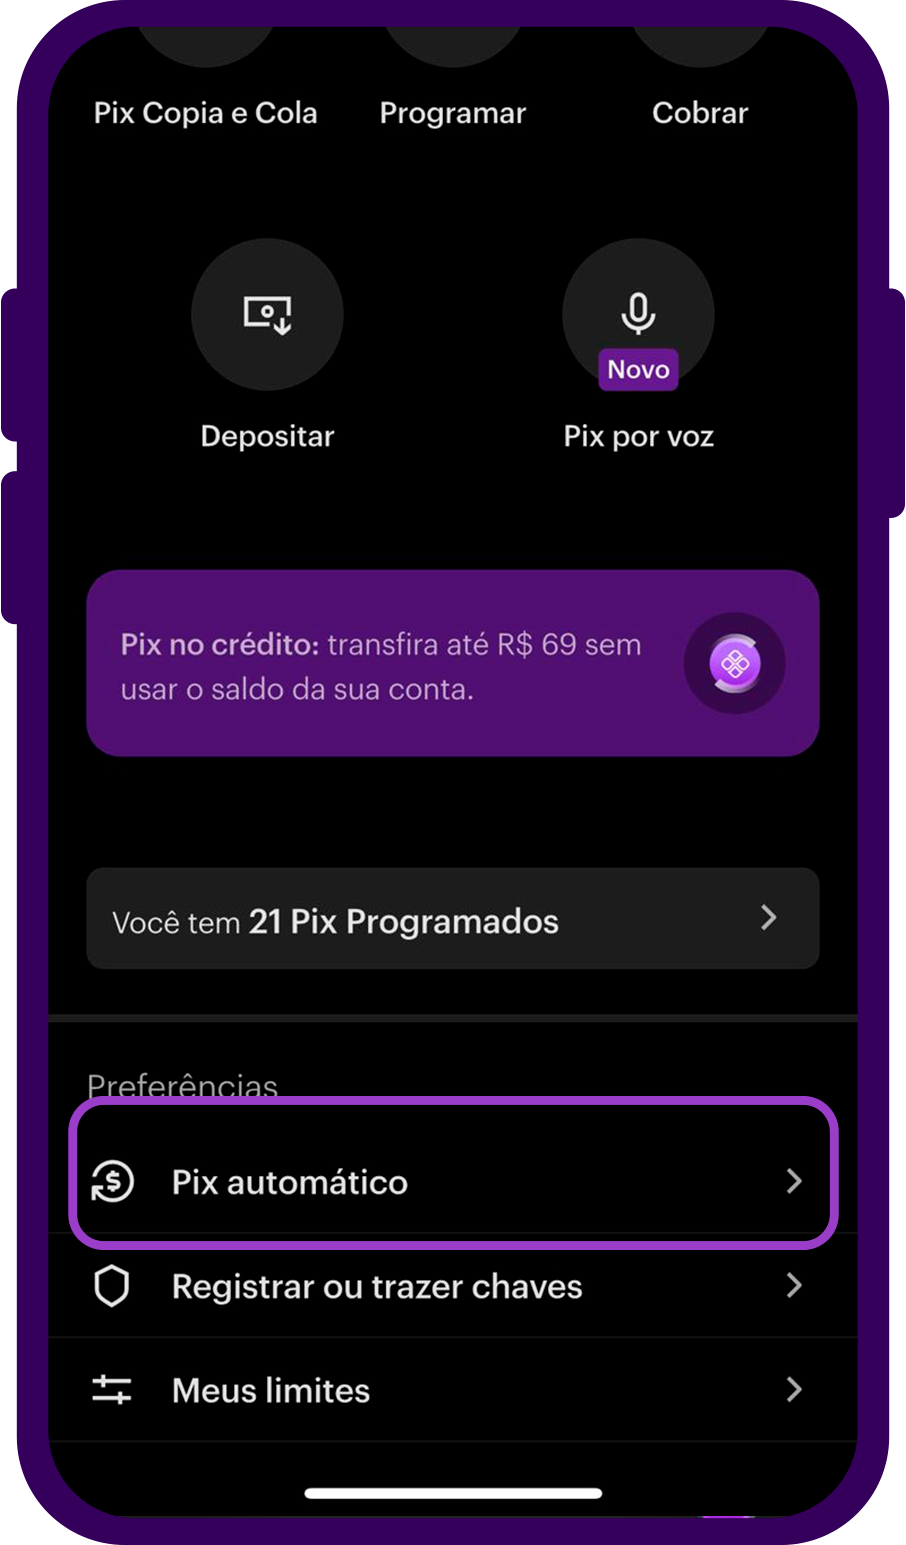 Pix Copia e Cola
Programar
Cobrar
Novo
Depositar
Pix por voz
Pix no crédito: transfira até R$ 69 sem
usar o saldo da sua conta.
Você tem 21 Pix Programados
Preferências
Pix automático
Registrar ou trazer chaves
Meus limites